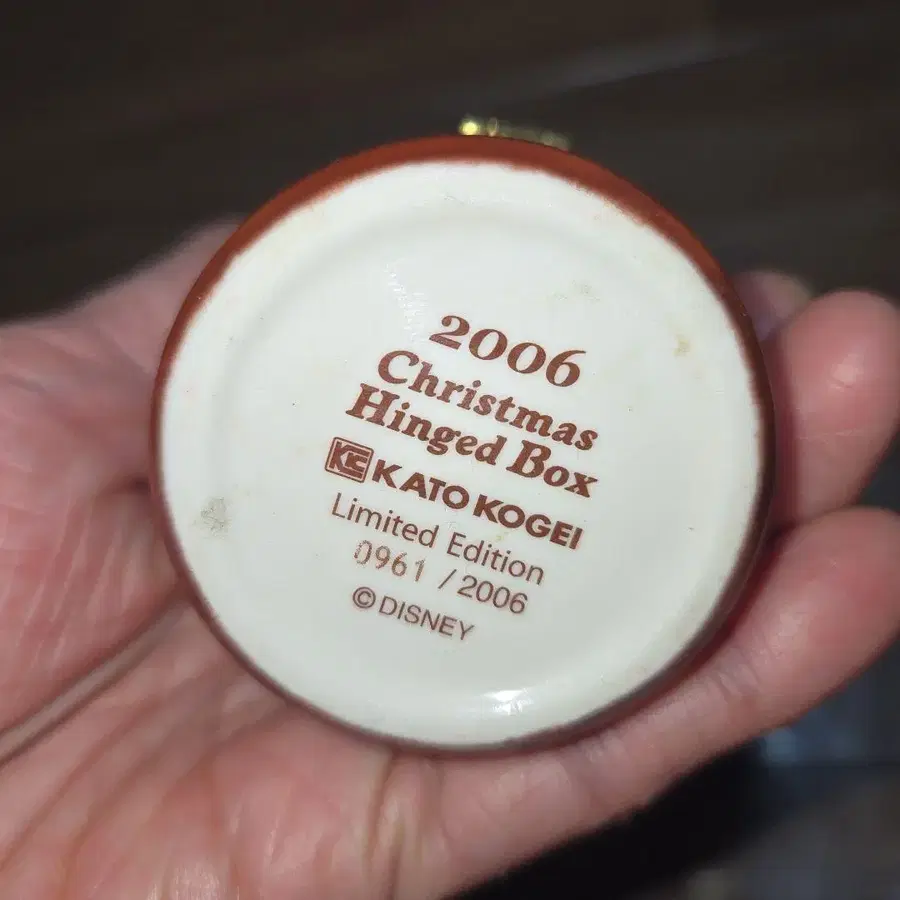 2006
Christmas
Hinged Box
KC KATO KOGEI
Limited Edition
0961 / 2006
© DISNEY